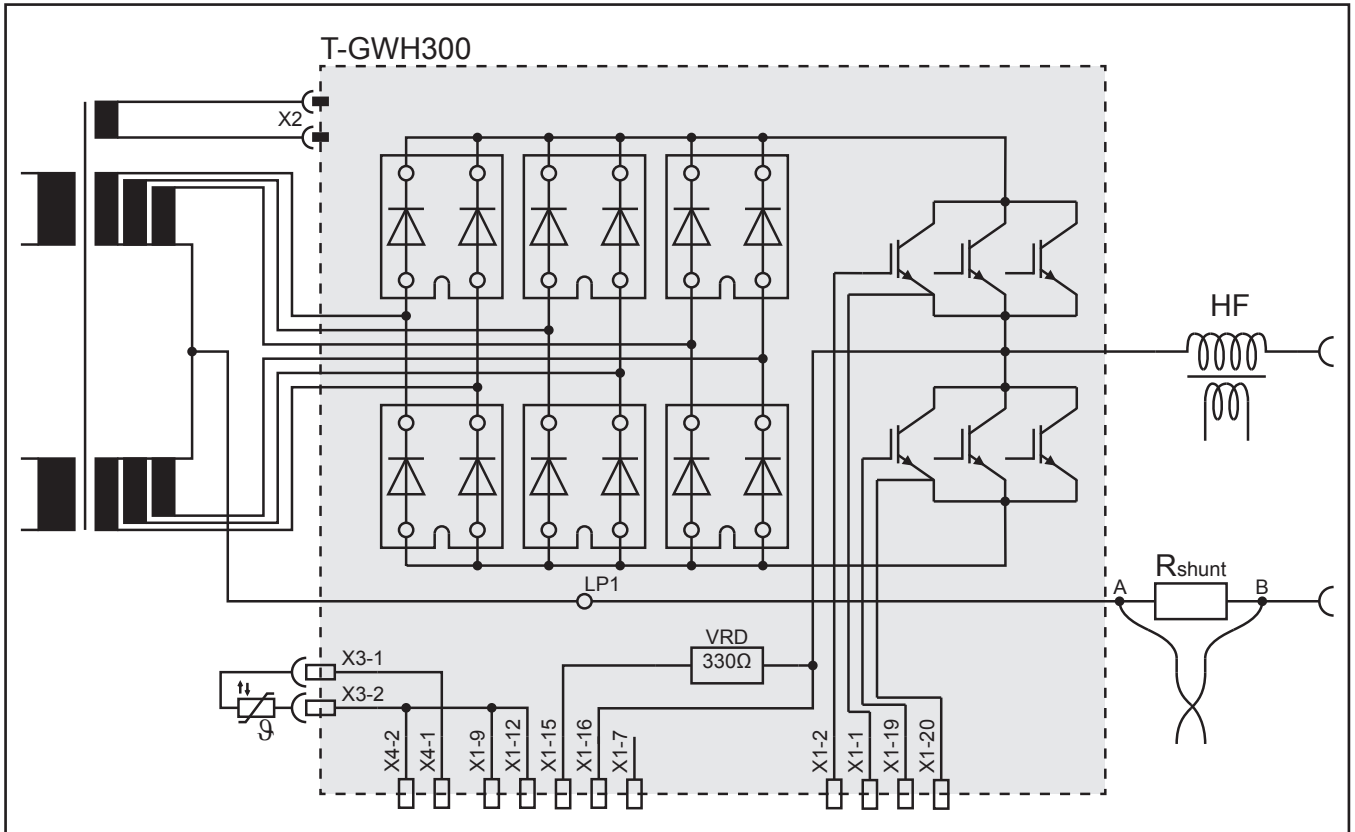 T-GWH300
X2
HF
LP1
Rshunt
A
B
VRD
330Ω
X3-1
X3-2
ϑ
X4-2
X4-1
X1-9
X1-12
X1-15
X1-16
X1-7
X1-2
X1-1
X1-19
X1-20